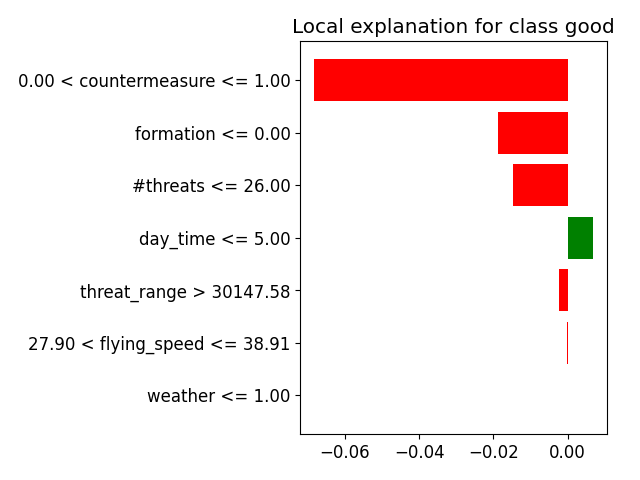 Local explanation for class good
0.00 < countermeasure <= 1.00
formation <= 0.00
#threats <= 26.00
day_time <= 5.00
threat_range > 30147.58
27.90 < flying_speed <= 38.91
weather <= 1.00
−0.06 −0.04 −0.02 0.00